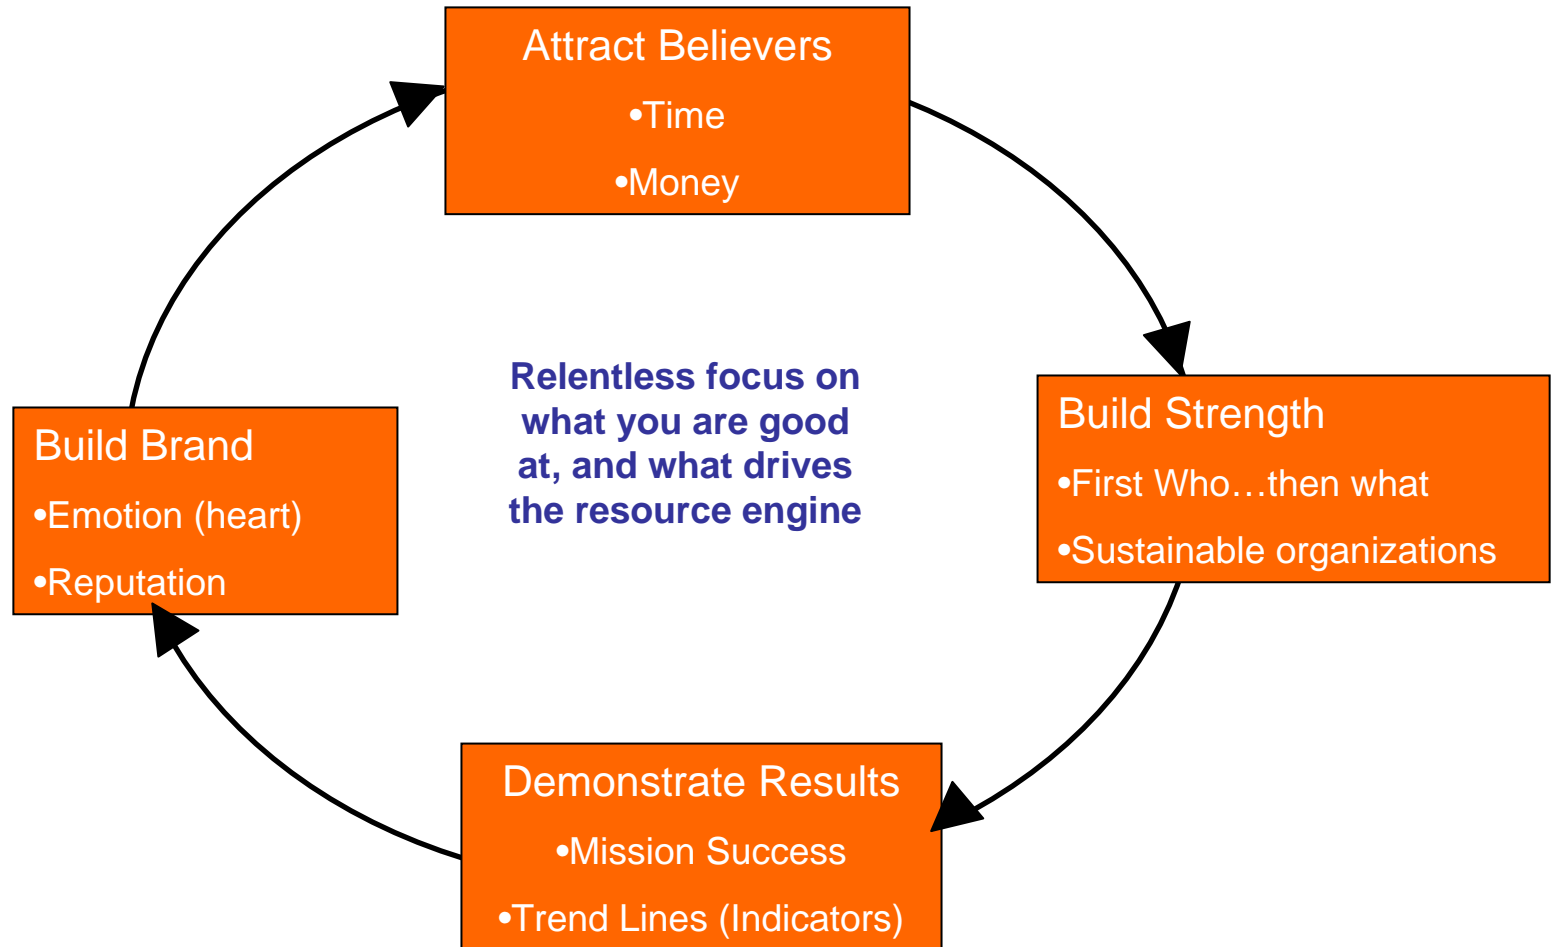 Attract Believers
•Time
•Money
Relentless focus on
what you are good
at, and what drives
the resource engine
Build Strength
•First Who…then what
•Sustainable organizations
Build Brand
•Emotion (heart)
•Reputation
Demonstrate Results
•Mission Success
•Trend Lines (Indicators)